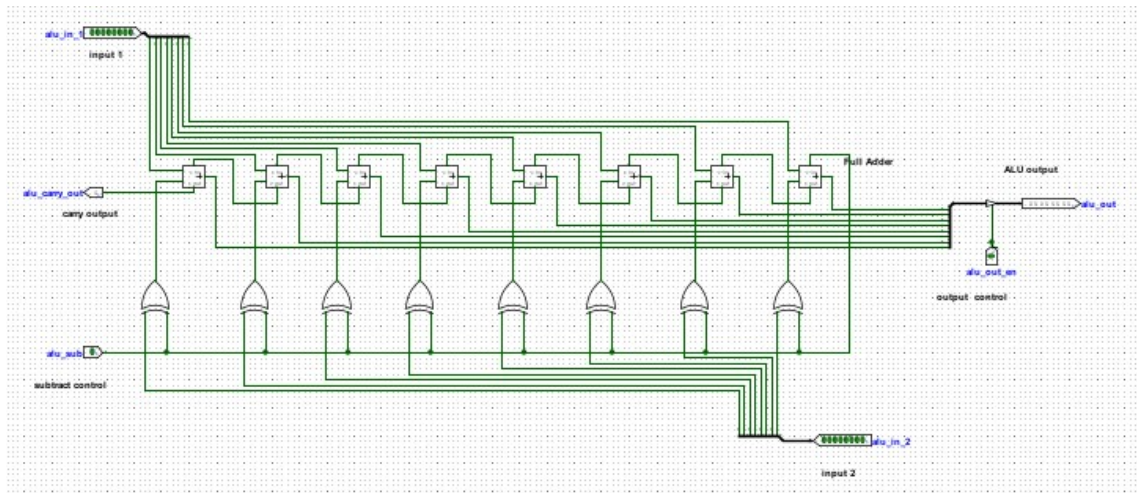 alu_in_1
input 1
Full Adder
ALU output
alu_carry_out
carry output
alu_out
alu_out_en
output control
alu_sub
subtract control
alu_in_2
input 2